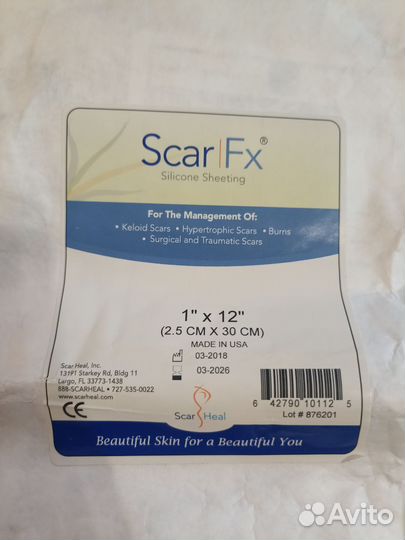 Scar|Fx®
Silicone Sheeting
For The Management Of:
• Keloid Scars • Hypertrophic Scars • Burns
• Surgical and Traumatic Scars
1" x 12"
(2.5 CM X 30 CM)
MADE IN USA
03-2018
03-2026
Scar Heal, Inc.
131PT Starkey Rd, Bldg 11
Largo, FL 33773-1438
888-SCARHEAL • 727-535-0022
www.scarheal.com
CE
Scar Heal
6 42790 10112 5
Lot # 876201
Beautiful Skin for a Beautiful You
Avito